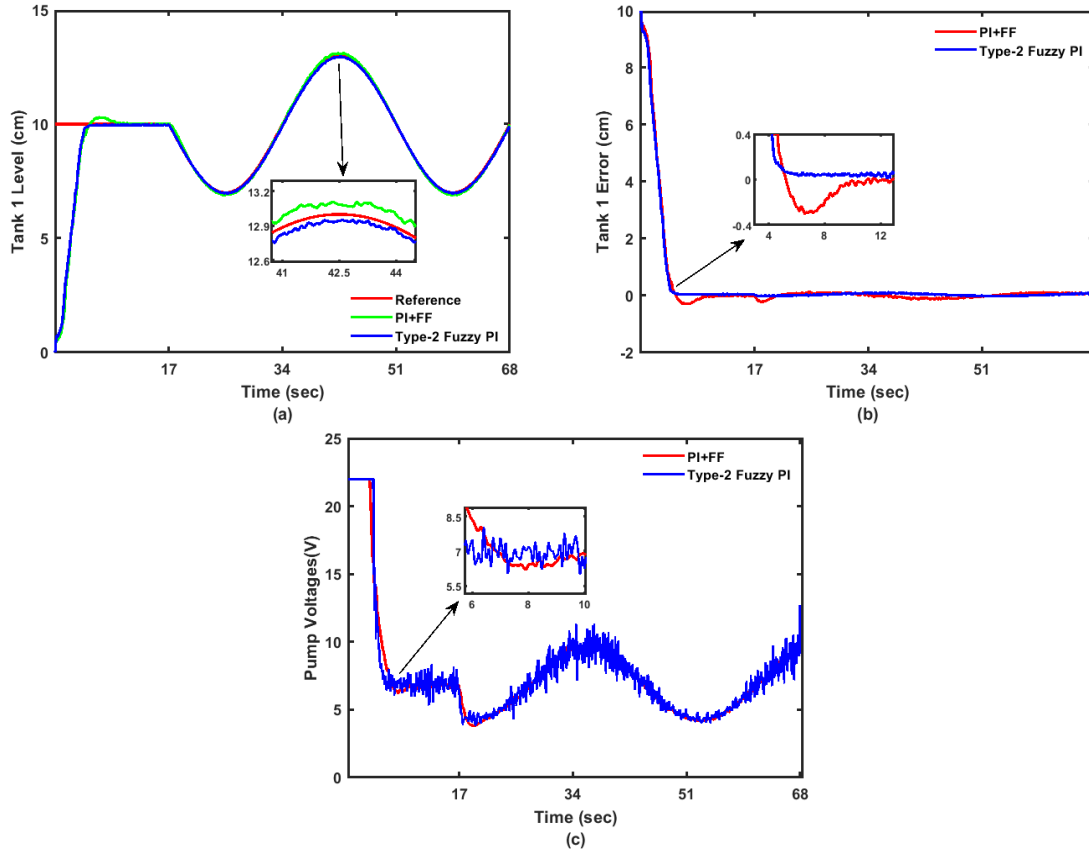 15
10
5
0
Tank 1 Level (cm)
13.2
12.9
12.6
41 42.5 44
Reference
PI+FF
Type-2 Fuzzy PI
17 34 51 68
Time (sec)
(a)
10
8
6
4
2
0
-2
Tank 1 Error (cm)
PI+FF
Type-2 Fuzzy PI
0.4
0
-0.4
4 8 12
17 34 51
Time (sec)
(b)
25
20
15
10
5
0
Pump Voltages(V)
PI+FF
Type-2 Fuzzy PI
8.5
7
5.5
6 8 10
17 34 51 68
Time (sec)
(c)